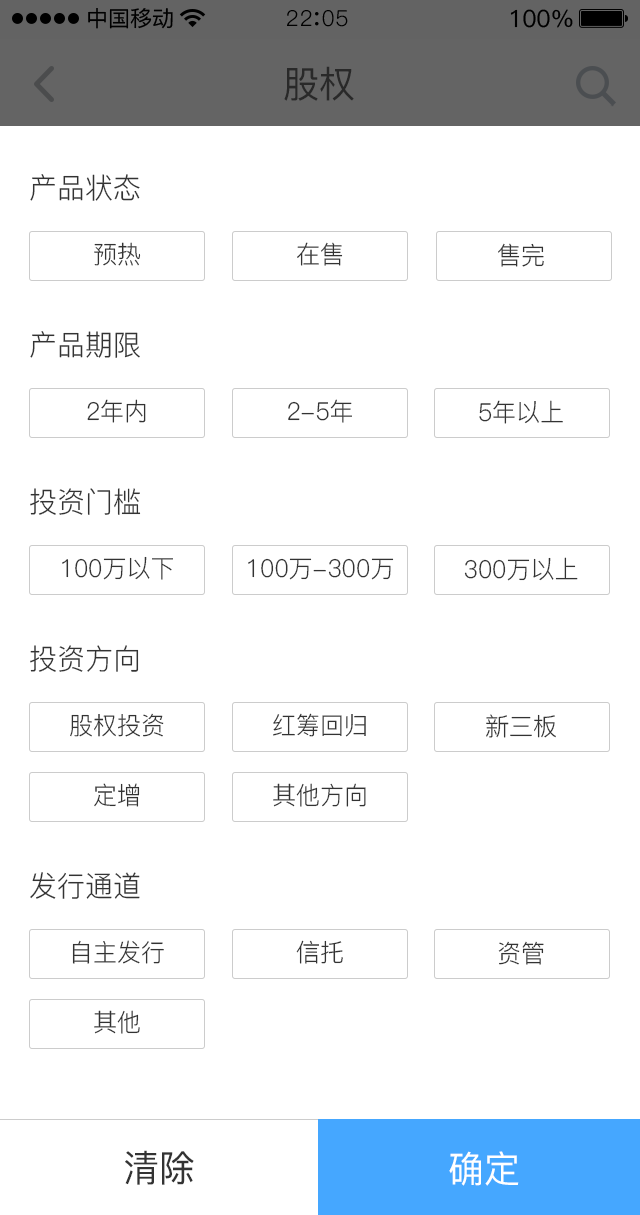 中国移动 22:05 100%
股权
产品状态
预热 在售 售完
产品期限
2年内 2-5年 5年以上
投资门槛
100万以下 100万-300万 300万以上
投资方向
股权投资 红筹回归 新三板
定增 其他方向
发行通道
自主发行 信托 资管
其他
清除 确定